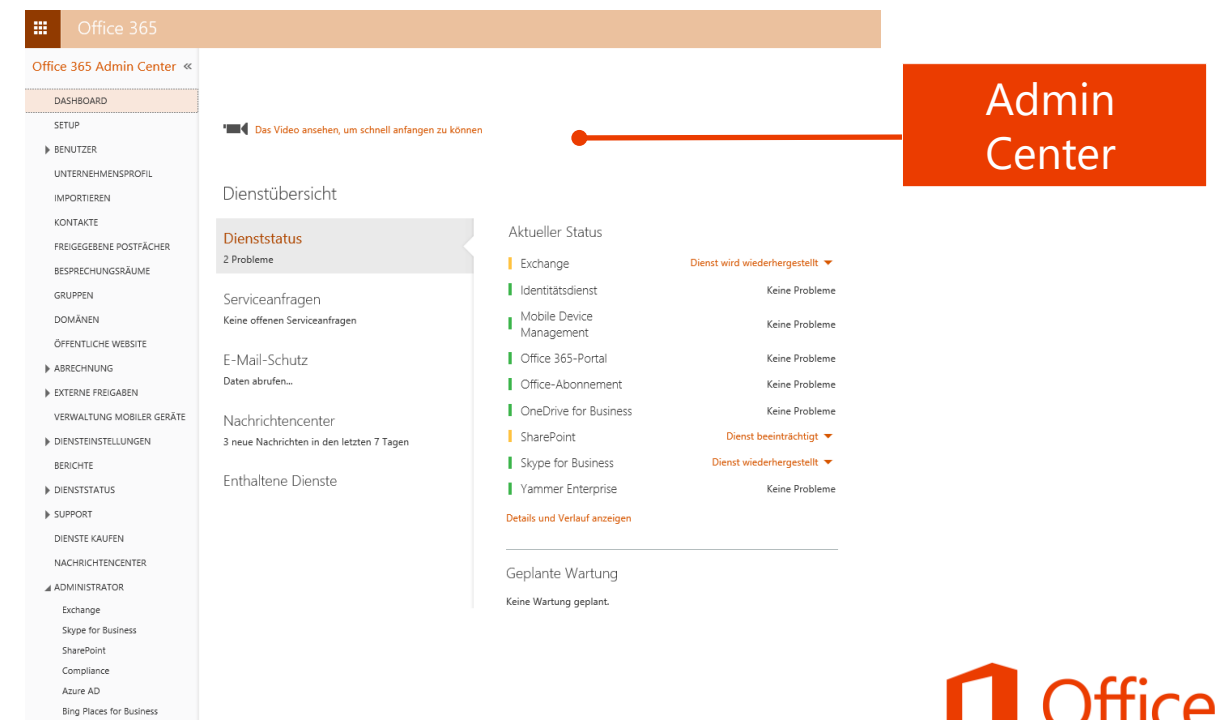 Office 365
Office 365 Admin Center «
DASHBOARD
SETUP
BENUTZER
UNTERNEHMENSPROFIL
IMPORTIEREN
KONTAKTE
FREIGEGEBENE POSTFÄCHER
BESPRECHUNGSRÄUME
GRUPPEN
DOMÄNEN
ÖFFENTLICHE WEBSITE
ABRECHNUNG
EXTERNE FREIGABEN
VERWALTUNG MOBILER GERÄTE
DIENSTEINSTELLUNGEN
BERICHTE
DIENSTSTATUS
SUPPORT
DIENSTE KAUFEN
NACHRICHTENCENTER
ADMINISTRATOR
Exchange
Skype for Business
SharePoint
Compliance
Azure AD
Bing Places for Business
Das Video ansehen, um schnell anfangen zu können
Dienstübersicht
Dienststatus
2 Probleme
Serviceanfragen
Keine offenen Serviceanfragen
E-Mail-Schutz
Daten abrufen...
Nachrichtencenter
3 neue Nachrichten in den letzten 7 Tagen
Enthaltene Dienste
Aktueller Status
Exchange Dienst wird wiederhergestellt
Identitätsdienst Keine Probleme
Mobile Device
Management Keine Probleme
Office 365-Portal Keine Probleme
Office-Abonnement Keine Probleme
OneDrive for Business Keine Probleme
SharePoint Dienst beeinträchtigt
Skype for Business Dienst wiederhergestellt
Yammer Enterprise Keine Probleme
Details und Verlauf anzeigen
Geplante Wartung
Keine Wartung geplant.
Admin
Center
Office